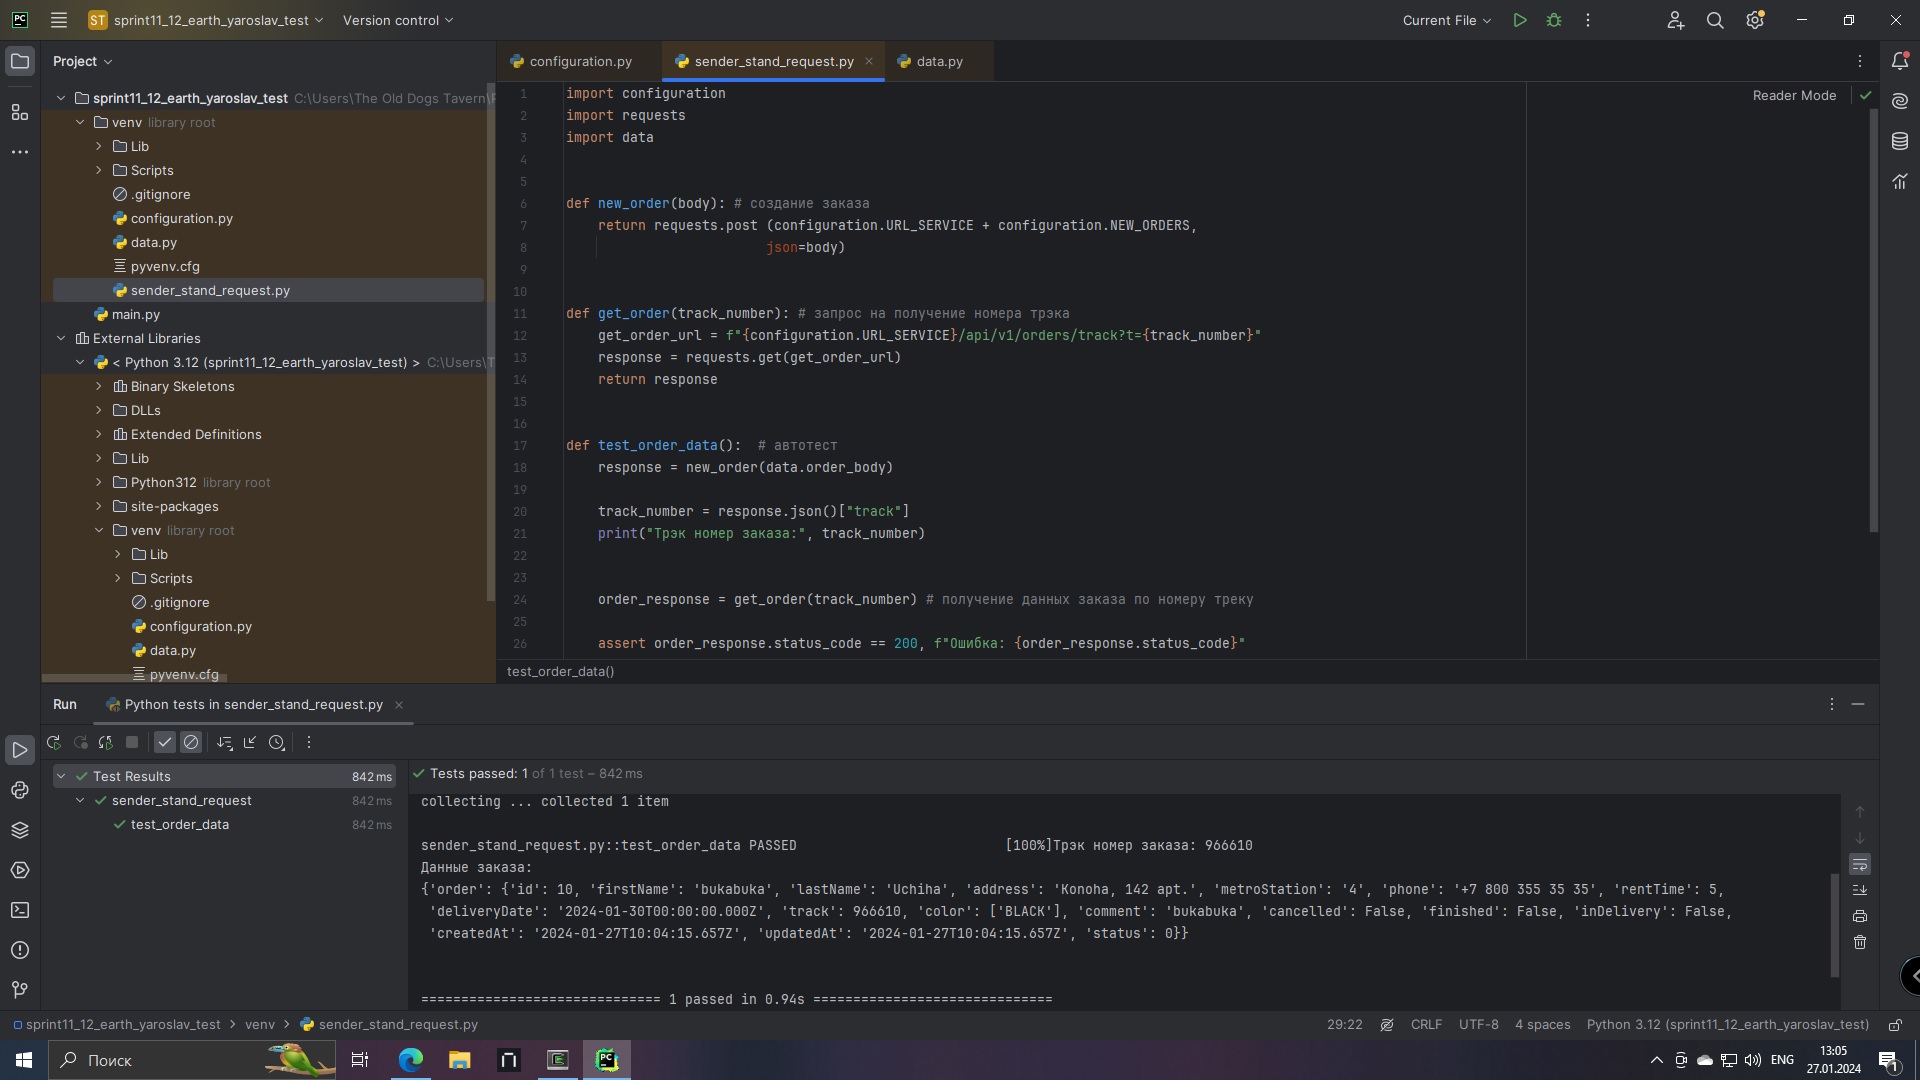 PC
ST sprint11_12_earth_yaroslav_test
Version control
Current File
Project
configuration.py
sender_stand_request.py
data.py
Reader Mode
sprint11_12_earth_yaroslav_test C:\Users\The Old Dogs Tavern\
venv library root
Lib
Scripts
.gitignore
configuration.py
data.py
pyvenv.cfg
sender_stand_request.py
main.py
External Libraries
< Python 3.12 (sprint11_12_earth_yaroslav_test) > C:\Users\T
Binary Skeletons
DLLs
Extended Definitions
Lib
Python312 library root
site-packages
venv library root
Lib
Scripts
.gitignore
configuration.py
data.py
pyvenv.cfg
1 import configuration
2 import requests
3 import data
4
5
6 def new_order(body): # создание заказа
7 return requests.post (configuration.URL_SERVICE + configuration.NEW_ORDERS,
8 json=body)
9
10
11 def get_order(track_number): # запрос на получение номера трэка
12 get_order_url = f"{configuration.URL_SERVICE}/api/v1/orders/track?t={track_number}"
13 response = requests.get(get_order_url)
14 return response
15
16
17 def test_order_data(): # автотест
18 response = new_order(data.order_body)
19
20 track_number = response.json()["track"]
21 print("Трэк номер заказа:", track_number)
22
23
24 order_response = get_order(track_number) # получение данных заказа по номеру треку
25
26 assert order_response.status_code == 200, f"Ошибка: {order_response.status_code}"
test_order_data()
Run
Python tests in sender_stand_request.py
Test Results 842 ms
sender_stand_request 842 ms
test_order_data 842 ms
Tests passed: 1 of 1 test – 842 ms
collecting ... collected 1 item
sender_stand_request.py::test_order_data PASSED [100%]Трэк номер заказа: 966610
Данные заказа:
{'order': {'id': 10, 'firstName': 'bukabuka', 'lastName': 'Uchiha', 'address': 'Konoha, 142 apt.', 'metroStation': '4', 'phone': '+7 800 355 35 35', 'rentTime': 5,
'deliveryDate': '2024-01-30T00:00:00.000Z', 'track': 966610, 'color': ['BLACK'], 'comment': 'bukabuka', 'cancelled': False, 'finished': False, 'inDelivery': False,
'createdAt': '2024-01-27T10:04:15.657Z', 'updatedAt': '2024-01-27T10:04:15.657Z', 'status': 0}}
============================== 1 passed in 0.94s ==============================
sprint11_12_earth_yaroslav_test > venv > sender_stand_request.py
29:22
CRLF
UTF-8
4 spaces
Python 3.12 (sprint11_12_earth_yaroslav_test)
Поиск
PC
ENG
13:05
27.01.2024
1